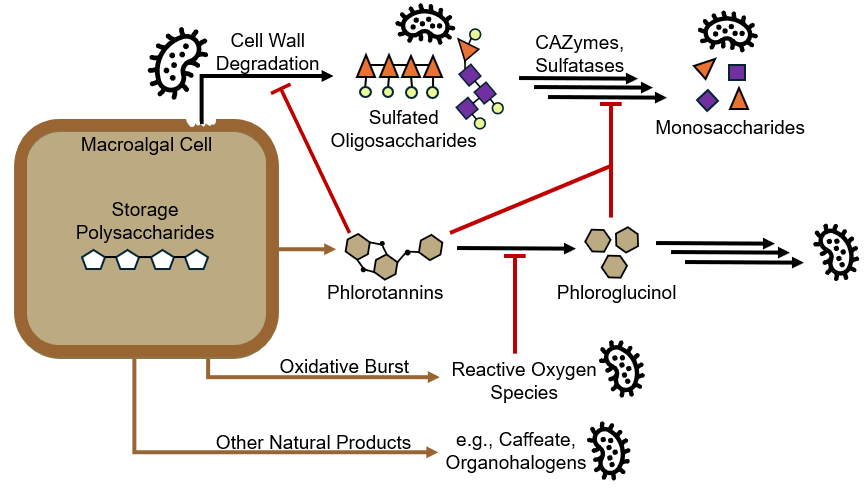 Cell Wall
Degradation
CAZymes,
Sulfatases
Sulfated
Oligosaccharides
Monosaccharides
Macroalgal Cell
Storage
Polysaccharides
Phlorotannins
Phloroglucinol
Oxidative Burst
Reactive Oxygen
Species
Other Natural Products
e.g., Caffeate,
Organohalogens